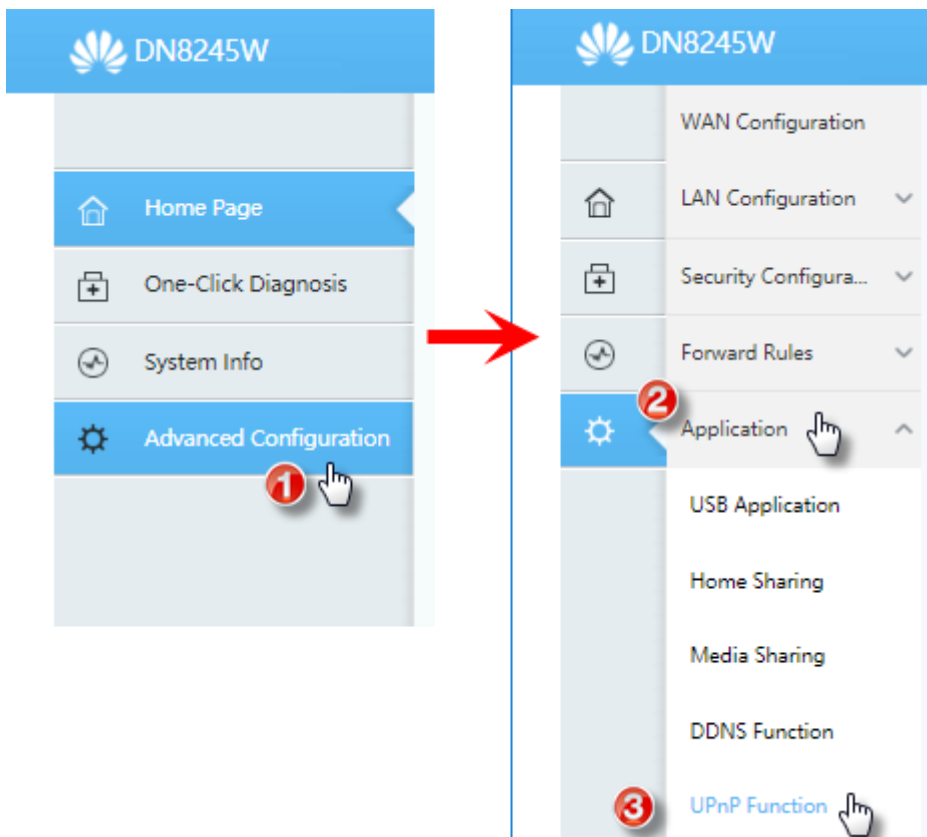 DN8245W
Home Page
One-Click Diagnosis
System Info
Advanced Configuration
1
DN8245W
WAN Configuration
LAN Configuration
Security Configura...
Forward Rules
2
Application
USB Application
Home Sharing
Media Sharing
DDNS Function
3 UPnP Function